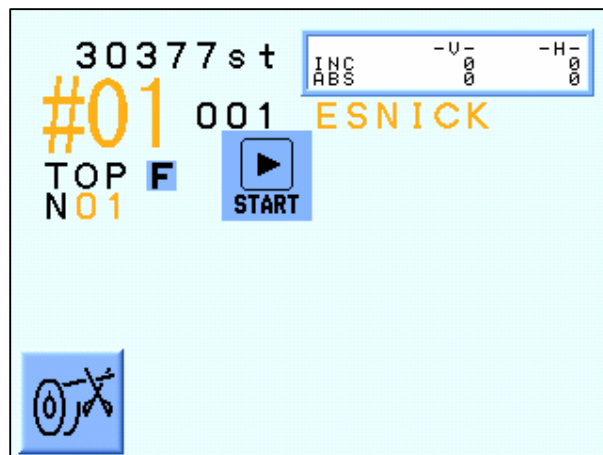 30377st
-V- -H-
INC 0 0
ABS 0 0
#01 001 ESNICK
TOP F
N01
START